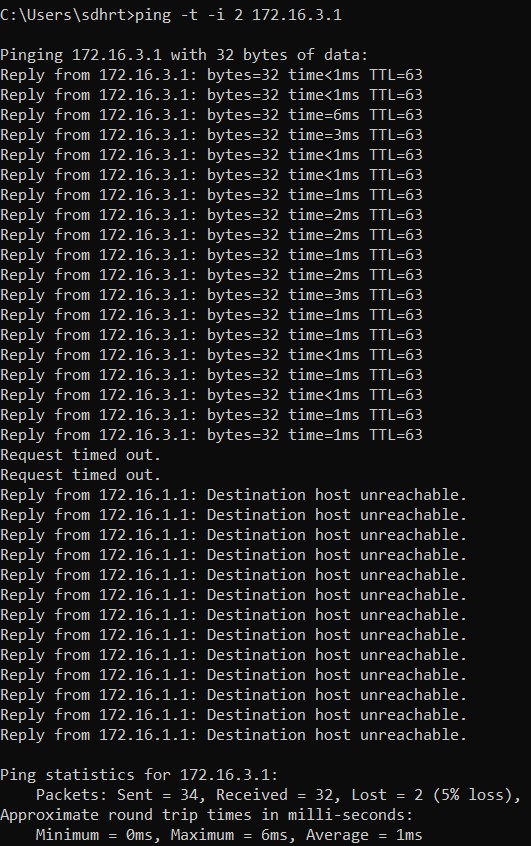 C:\Users\sdhrt>ping -t -i 2 172.16.3.1
Pinging 172.16.3.1 with 32 bytes of data:
Reply from 172.16.3.1: bytes=32 time<1ms TTL=63
Reply from 172.16.3.1: bytes=32 time<1ms TTL=63
Reply from 172.16.3.1: bytes=32 time=6ms TTL=63
Reply from 172.16.3.1: bytes=32 time=3ms TTL=63
Reply from 172.16.3.1: bytes=32 time<1ms TTL=63
Reply from 172.16.3.1: bytes=32 time<1ms TTL=63
Reply from 172.16.3.1: bytes=32 time=1ms TTL=63
Reply from 172.16.3.1: bytes=32 time=2ms TTL=63
Reply from 172.16.3.1: bytes=32 time=2ms TTL=63
Reply from 172.16.3.1: bytes=32 time=1ms TTL=63
Reply from 172.16.3.1: bytes=32 time=2ms TTL=63
Reply from 172.16.3.1: bytes=32 time=3ms TTL=63
Reply from 172.16.3.1: bytes=32 time=1ms TTL=63
Reply from 172.16.3.1: bytes=32 time=1ms TTL=63
Reply from 172.16.3.1: bytes=32 time<1ms TTL=63
Reply from 172.16.3.1: bytes=32 time=1ms TTL=63
Reply from 172.16.3.1: bytes=32 time<1ms TTL=63
Reply from 172.16.3.1: bytes=32 time=1ms TTL=63
Reply from 172.16.3.1: bytes=32 time=1ms TTL=63
Request timed out.
Request timed out.
Reply from 172.16.1.1: Destination host unreachable.
Reply from 172.16.1.1: Destination host unreachable.
Reply from 172.16.1.1: Destination host unreachable.
Reply from 172.16.1.1: Destination host unreachable.
Reply from 172.16.1.1: Destination host unreachable.
Reply from 172.16.1.1: Destination host unreachable.
Reply from 172.16.1.1: Destination host unreachable.
Reply from 172.16.1.1: Destination host unreachable.
Reply from 172.16.1.1: Destination host unreachable.
Reply from 172.16.1.1: Destination host unreachable.
Reply from 172.16.1.1: Destination host unreachable.
Reply from 172.16.1.1: Destination host unreachable.
Reply from 172.16.1.1: Destination host unreachable.
Ping statistics for 172.16.3.1:
Packets: Sent = 34, Received = 32, Lost = 2 (5% loss),
Approximate round trip times in milli-seconds:
Minimum = 0ms, Maximum = 6ms, Average = 1ms